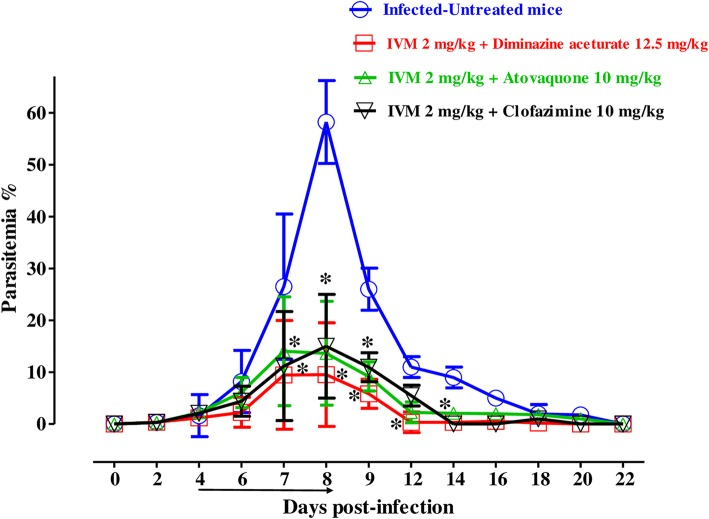 Infected-Untreated mice
IVM 2 mg/kg + Diminazine aceturate 12.5 mg/kg
IVM 2 mg/kg + Atovaquone 10 mg/kg
IVM 2 mg/kg + Clofazimine 10 mg/kg
Parasitemia %
60
50
40
30
20
10
0
* * * * * * * * *
0 2 4 6 7 8 9 12 14 16 18 20 22
Days post-infection